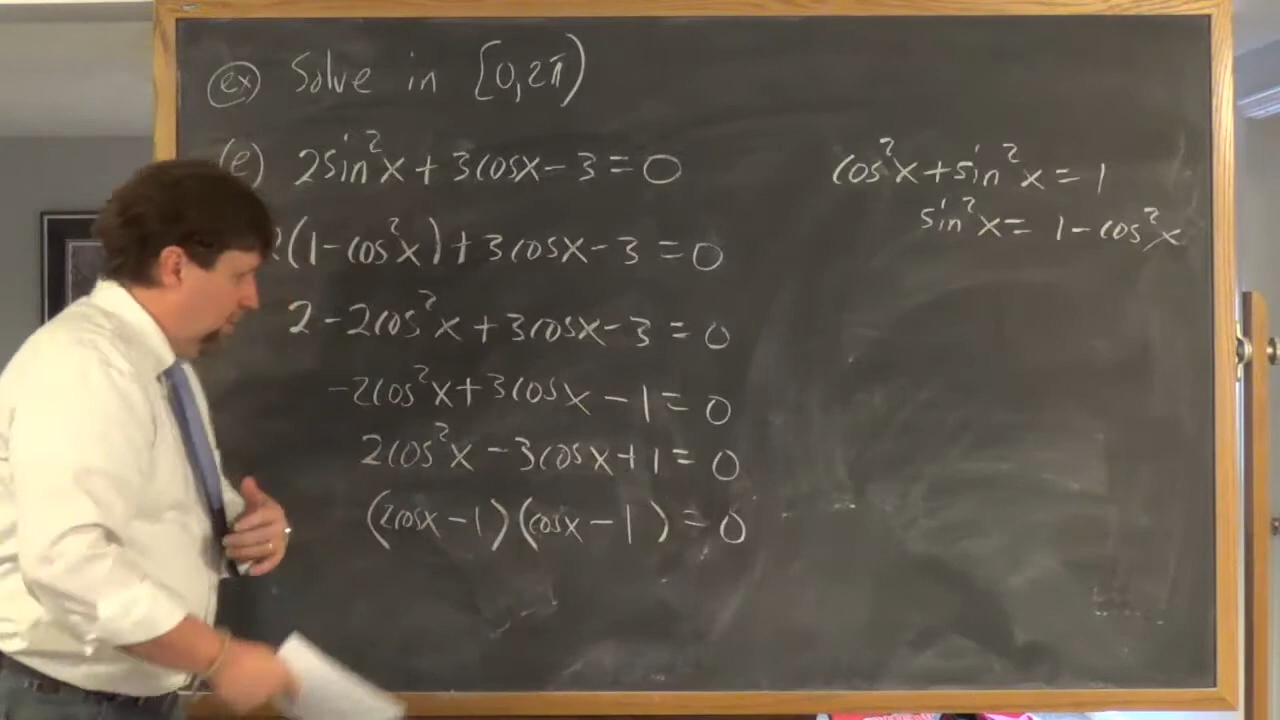 ex Solve in [0,2π)
(e) 2sin²x + 3cosx - 3 = 0
(1-cos²x) + 3cosx - 3 = 0
2 - 2cos²x + 3cosx - 3 = 0
-2cos²x + 3cosx - 1 = 0
2cos²x - 3cosx + 1 = 0
(2cosx - 1)(cosx - 1) = 0
cos²x + sin²x = 1
sin²x = 1 - cos²x